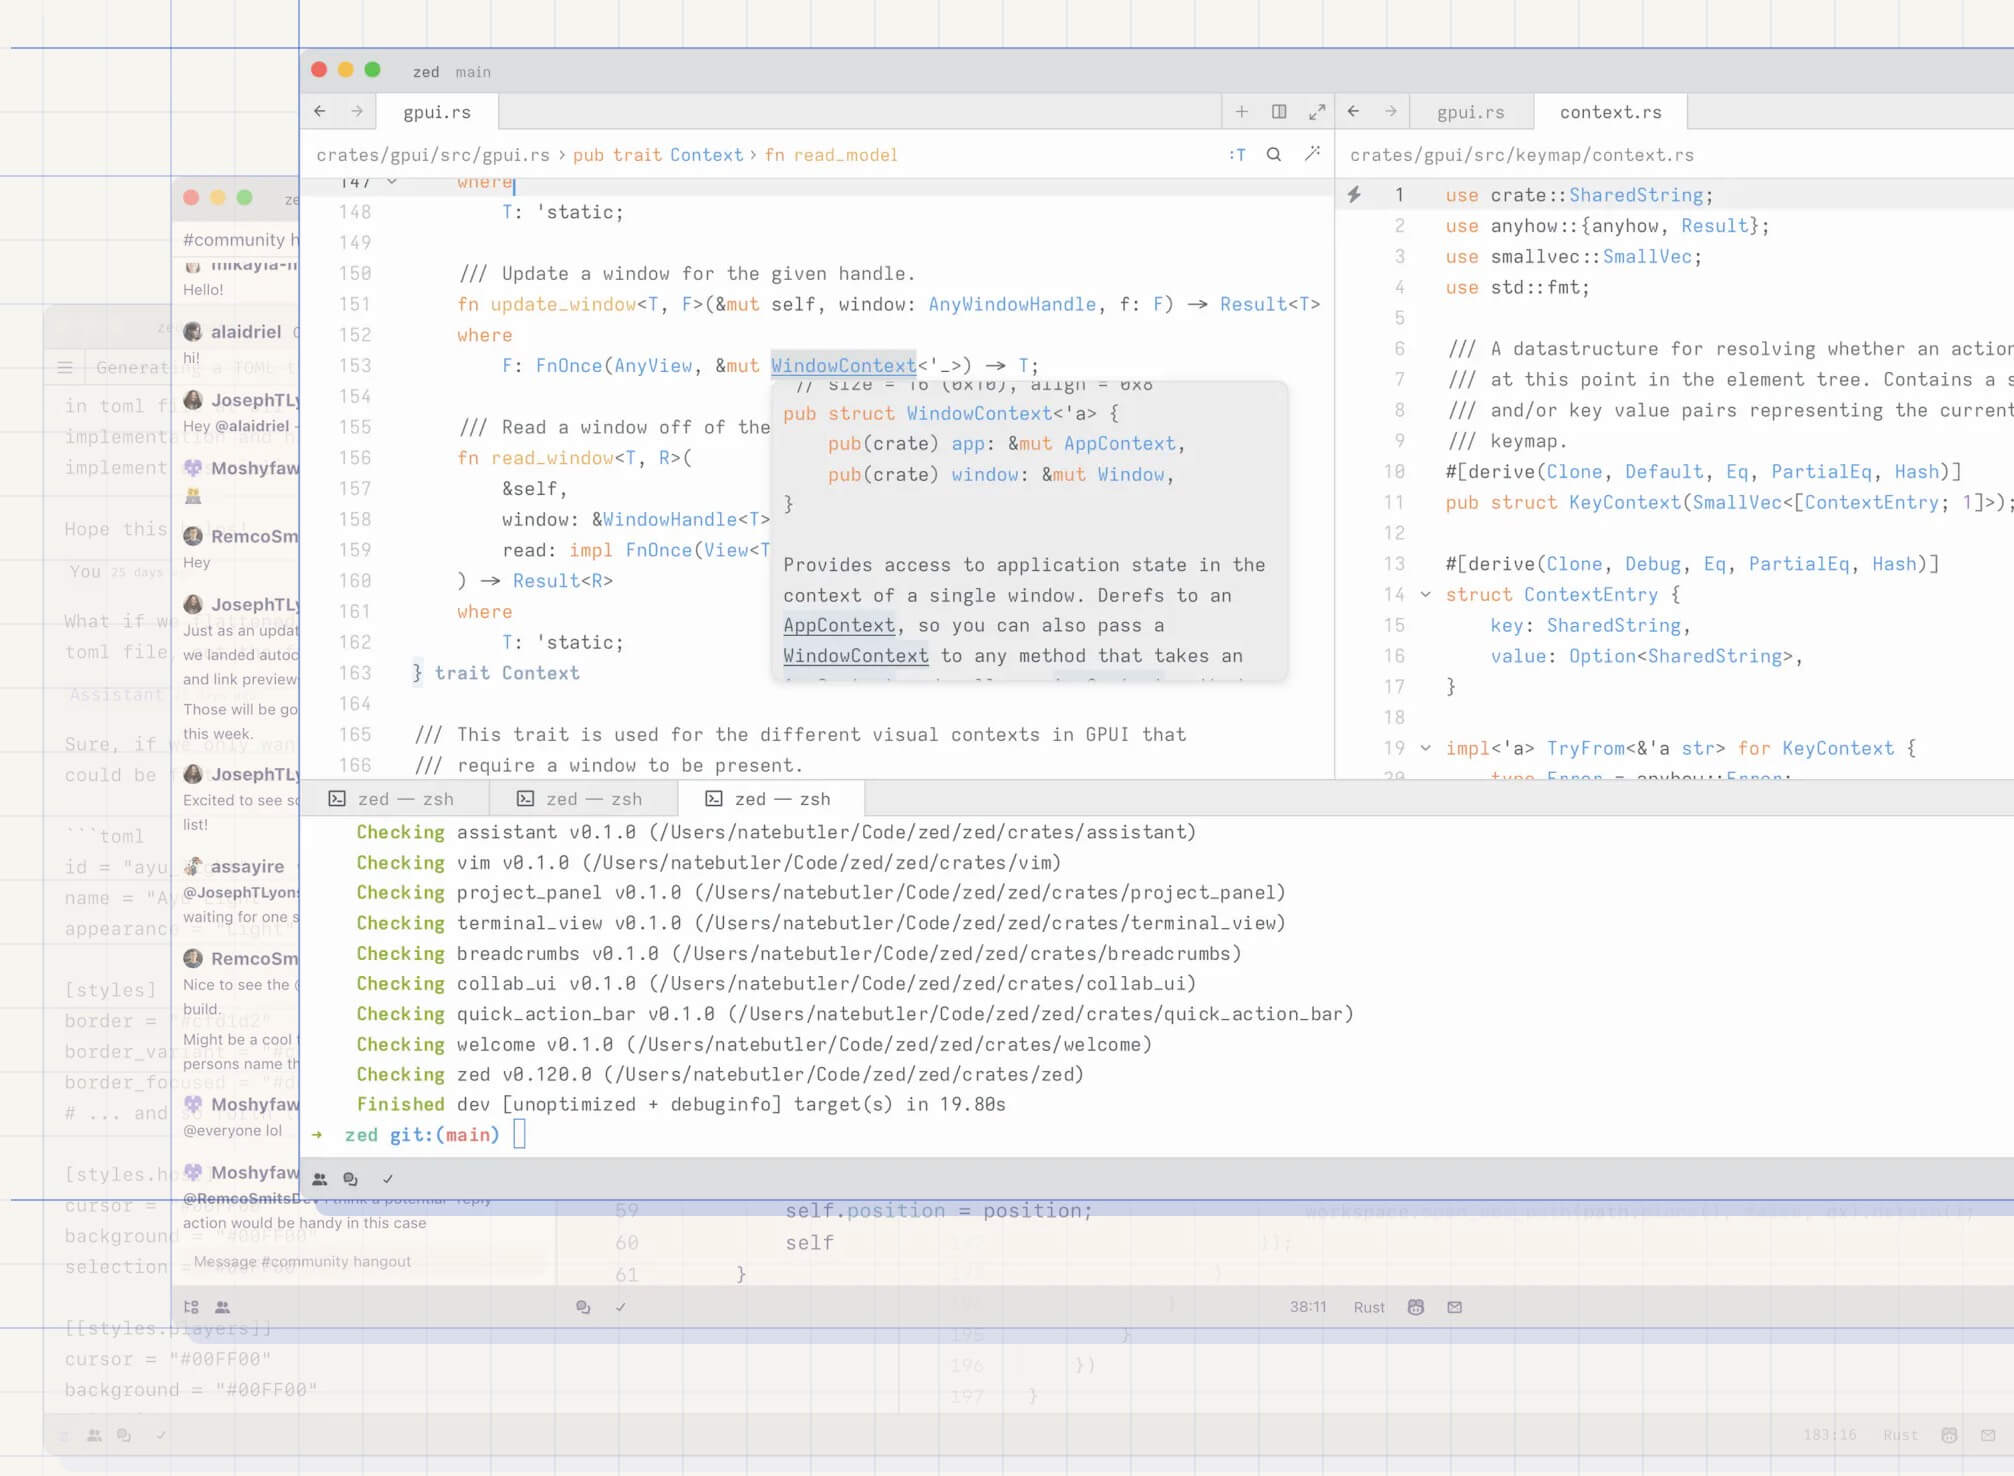 zed main
gpui.rs
crates/gpui/src/gpui.rs › pub trait Context › fn read_model
147 where
148 T: 'static;
149
150 /// Update a window for the given handle.
151 fn update_window<T, F>(&mut self, window: AnyWindowHandle, f: F) → Result<T>
152 where
153 F: FnOnce(AnyView, &mut WindowContext<'_>) → T;
154
155 /// Read a window off of the
156 fn read_window<T, R>(
157 &self,
158 window: &WindowHandle<T>
159 read: impl FnOnce(View<T
160 ) → Result<R>
161 where
162 T: 'static;
163 } trait Context
164
165 /// This trait is used for the different visual contexts in GPUI that
166 /// require a window to be present.
// size = 16 (0x10), align = 0x8
pub struct WindowContext<'a> {
pub(crate) app: &mut AppContext,
pub(crate) window: &mut Window,
}
Provides access to application state in the
context of a single window. Derefs to an
AppContext, so you can also pass a
WindowContext to any method that takes an
gpui.rs
context.rs
crates/gpui/src/keymap/context.rs
1 use crate::SharedString;
2 use anyhow::{anyhow, Result};
3 use smallvec::SmallVec;
4 use std::fmt;
5
6 /// A datastructure for resolving whether an action
7 /// at this point in the element tree. Contains a s
8 /// and/or key value pairs representing the current
9 /// keymap.
10 #[derive(Clone, Default, Eq, PartialEq, Hash)]
11 pub struct KeyContext(SmallVec<[ContextEntry; 1]>);
12
13 #[derive(Clone, Debug, Eq, PartialEq, Hash)]
14 struct ContextEntry {
15 key: SharedString,
16 value: Option<SharedString>,
17 }
18
19 impl<'a> TryFrom<&'a str> for KeyContext {
20 type Error = anyhow::Error;
zed — zsh
zed — zsh
zed — zsh
Checking assistant v0.1.0 (/Users/natebutler/Code/zed/zed/crates/assistant)
Checking vim v0.1.0 (/Users/natebutler/Code/zed/zed/crates/vim)
Checking project_panel v0.1.0 (/Users/natebutler/Code/zed/zed/crates/project_panel)
Checking terminal_view v0.1.0 (/Users/natebutler/Code/zed/zed/crates/terminal_view)
Checking breadcrumbs v0.1.0 (/Users/natebutler/Code/zed/zed/crates/breadcrumbs)
Checking collab_ui v0.1.0 (/Users/natebutler/Code/zed/zed/crates/collab_ui)
Checking quick_action_bar v0.1.0 (/Users/natebutler/Code/zed/zed/crates/quick_action_bar)
Checking welcome v0.1.0 (/Users/natebutler/Code/zed/zed/crates/welcome)
Checking zed v0.120.0 (/Users/natebutler/Code/zed/zed/crates/zed)
Finished dev [unoptimized + debuginfo] target(s) in 19.80s
→ zed git:(main)
ze
#community h
mikayla-m
Hello!
alaidriel
hi!
JosephTLy
Hey @alaidriel -
Moshyfaw
RemcoSm
Hey
JosephTLy
Just as an updat
we landed autoc
and link preview
Those will be go
this week.
JosephTLy
Excited to see so
list!
assayire
@JosephTLyons
waiting for one s
RemcoSm
Nice to see the
build.
Might be a cool
persons name th
Moshyfaw
@everyone lol
Moshyfaw
@RemcoSmitsDev I think a potential reply
action would be handy in this case
Message #community hangout
59 self.position = position;
60 self
61 }
38:11 Rust
Generating a TOML
in toml
implement
Hope this helps!
You 25 days
What if we flattened
toml file,
Assistant
Sure, if we only wan
could be
```toml
id = "ayu
name = "Ay
appearance = "light"
[styles]
border = "#cfd1d2"
border_variant = "#c
border_focused = "#d
# ... and so
[styles.ho
cursor = "#00FF00"
background = "#00FF00"
selection = "#00FF00"
[[styles.players]]
cursor = "#00FF00"
background = "#00FF00"
195 }
196 })
197 }
183:16 Rust